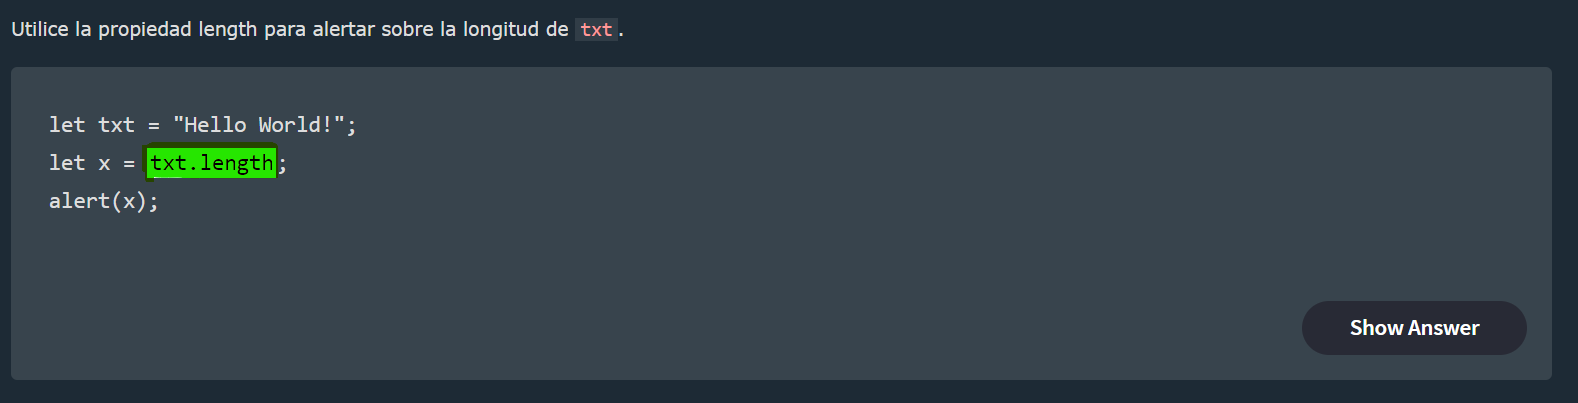 Utilice la propiedad length para alertar sobre la longitud de txt.
let txt = "Hello World!";
let x = txt.length;
alert(x);
Show Answer